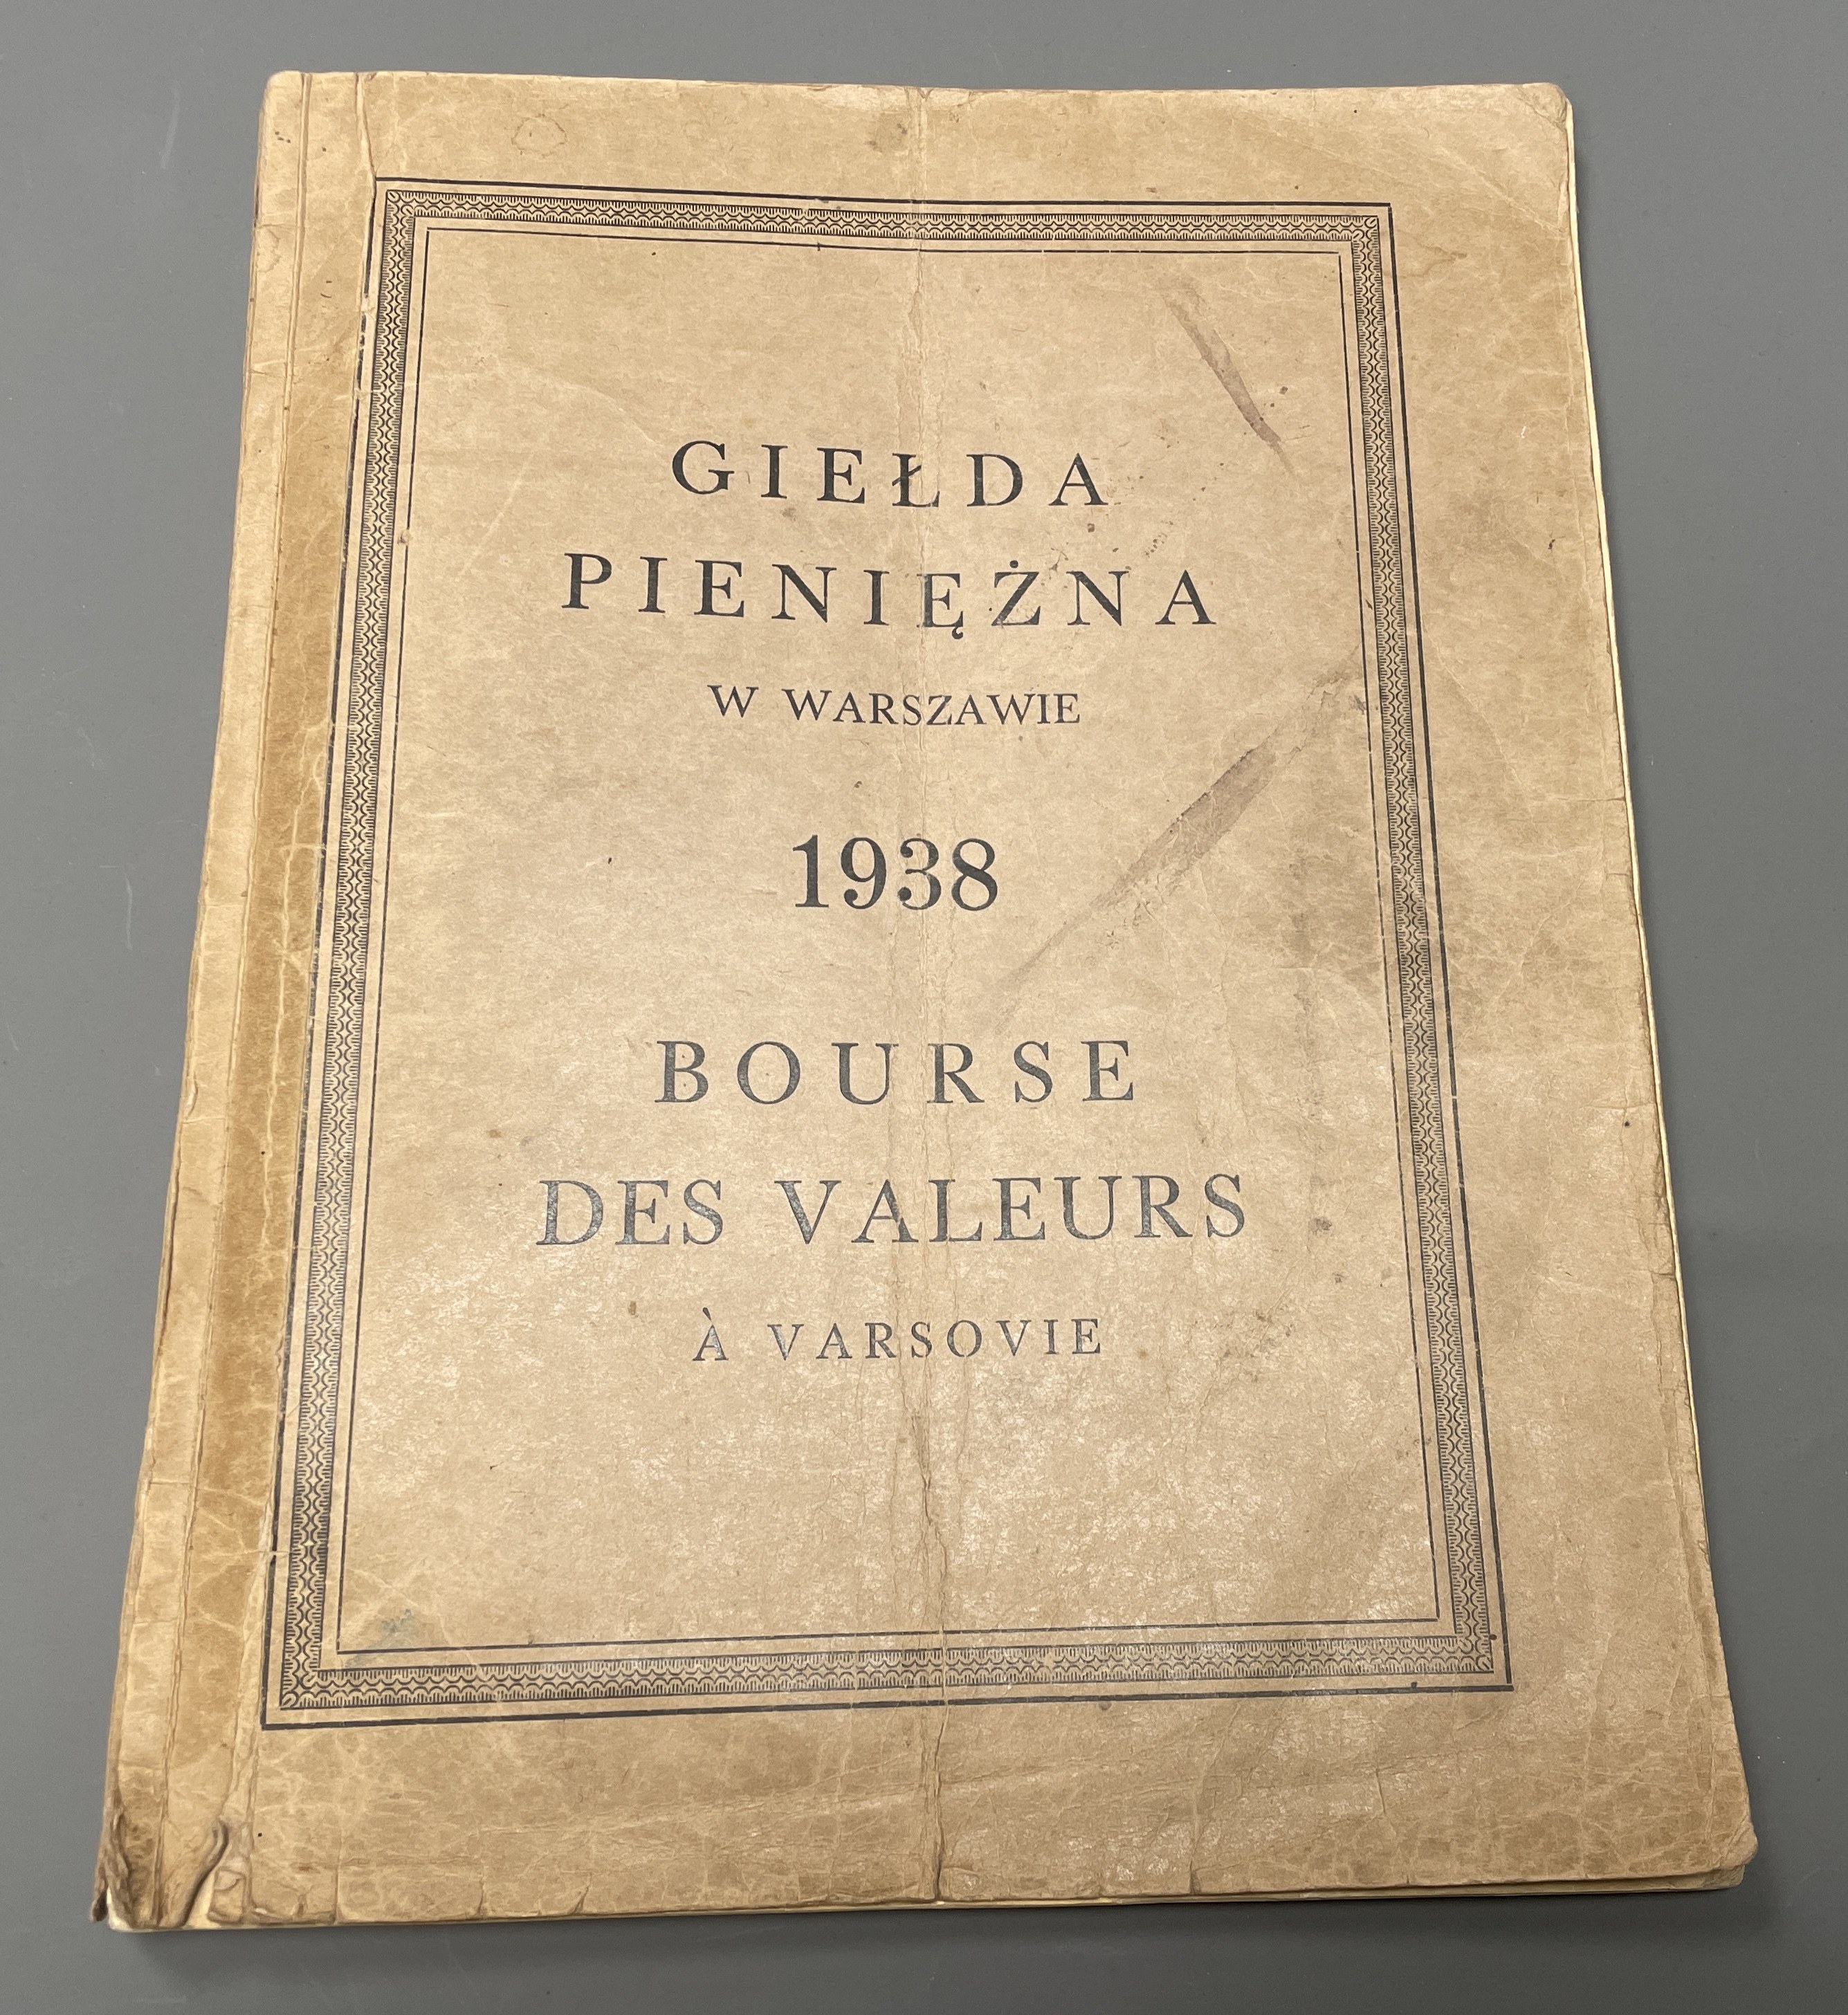 GIEŁDA
PIENIĘŻNA
W WARSZAWIE
1938
BOURSE
DES VALEURS
À VARSOVIE